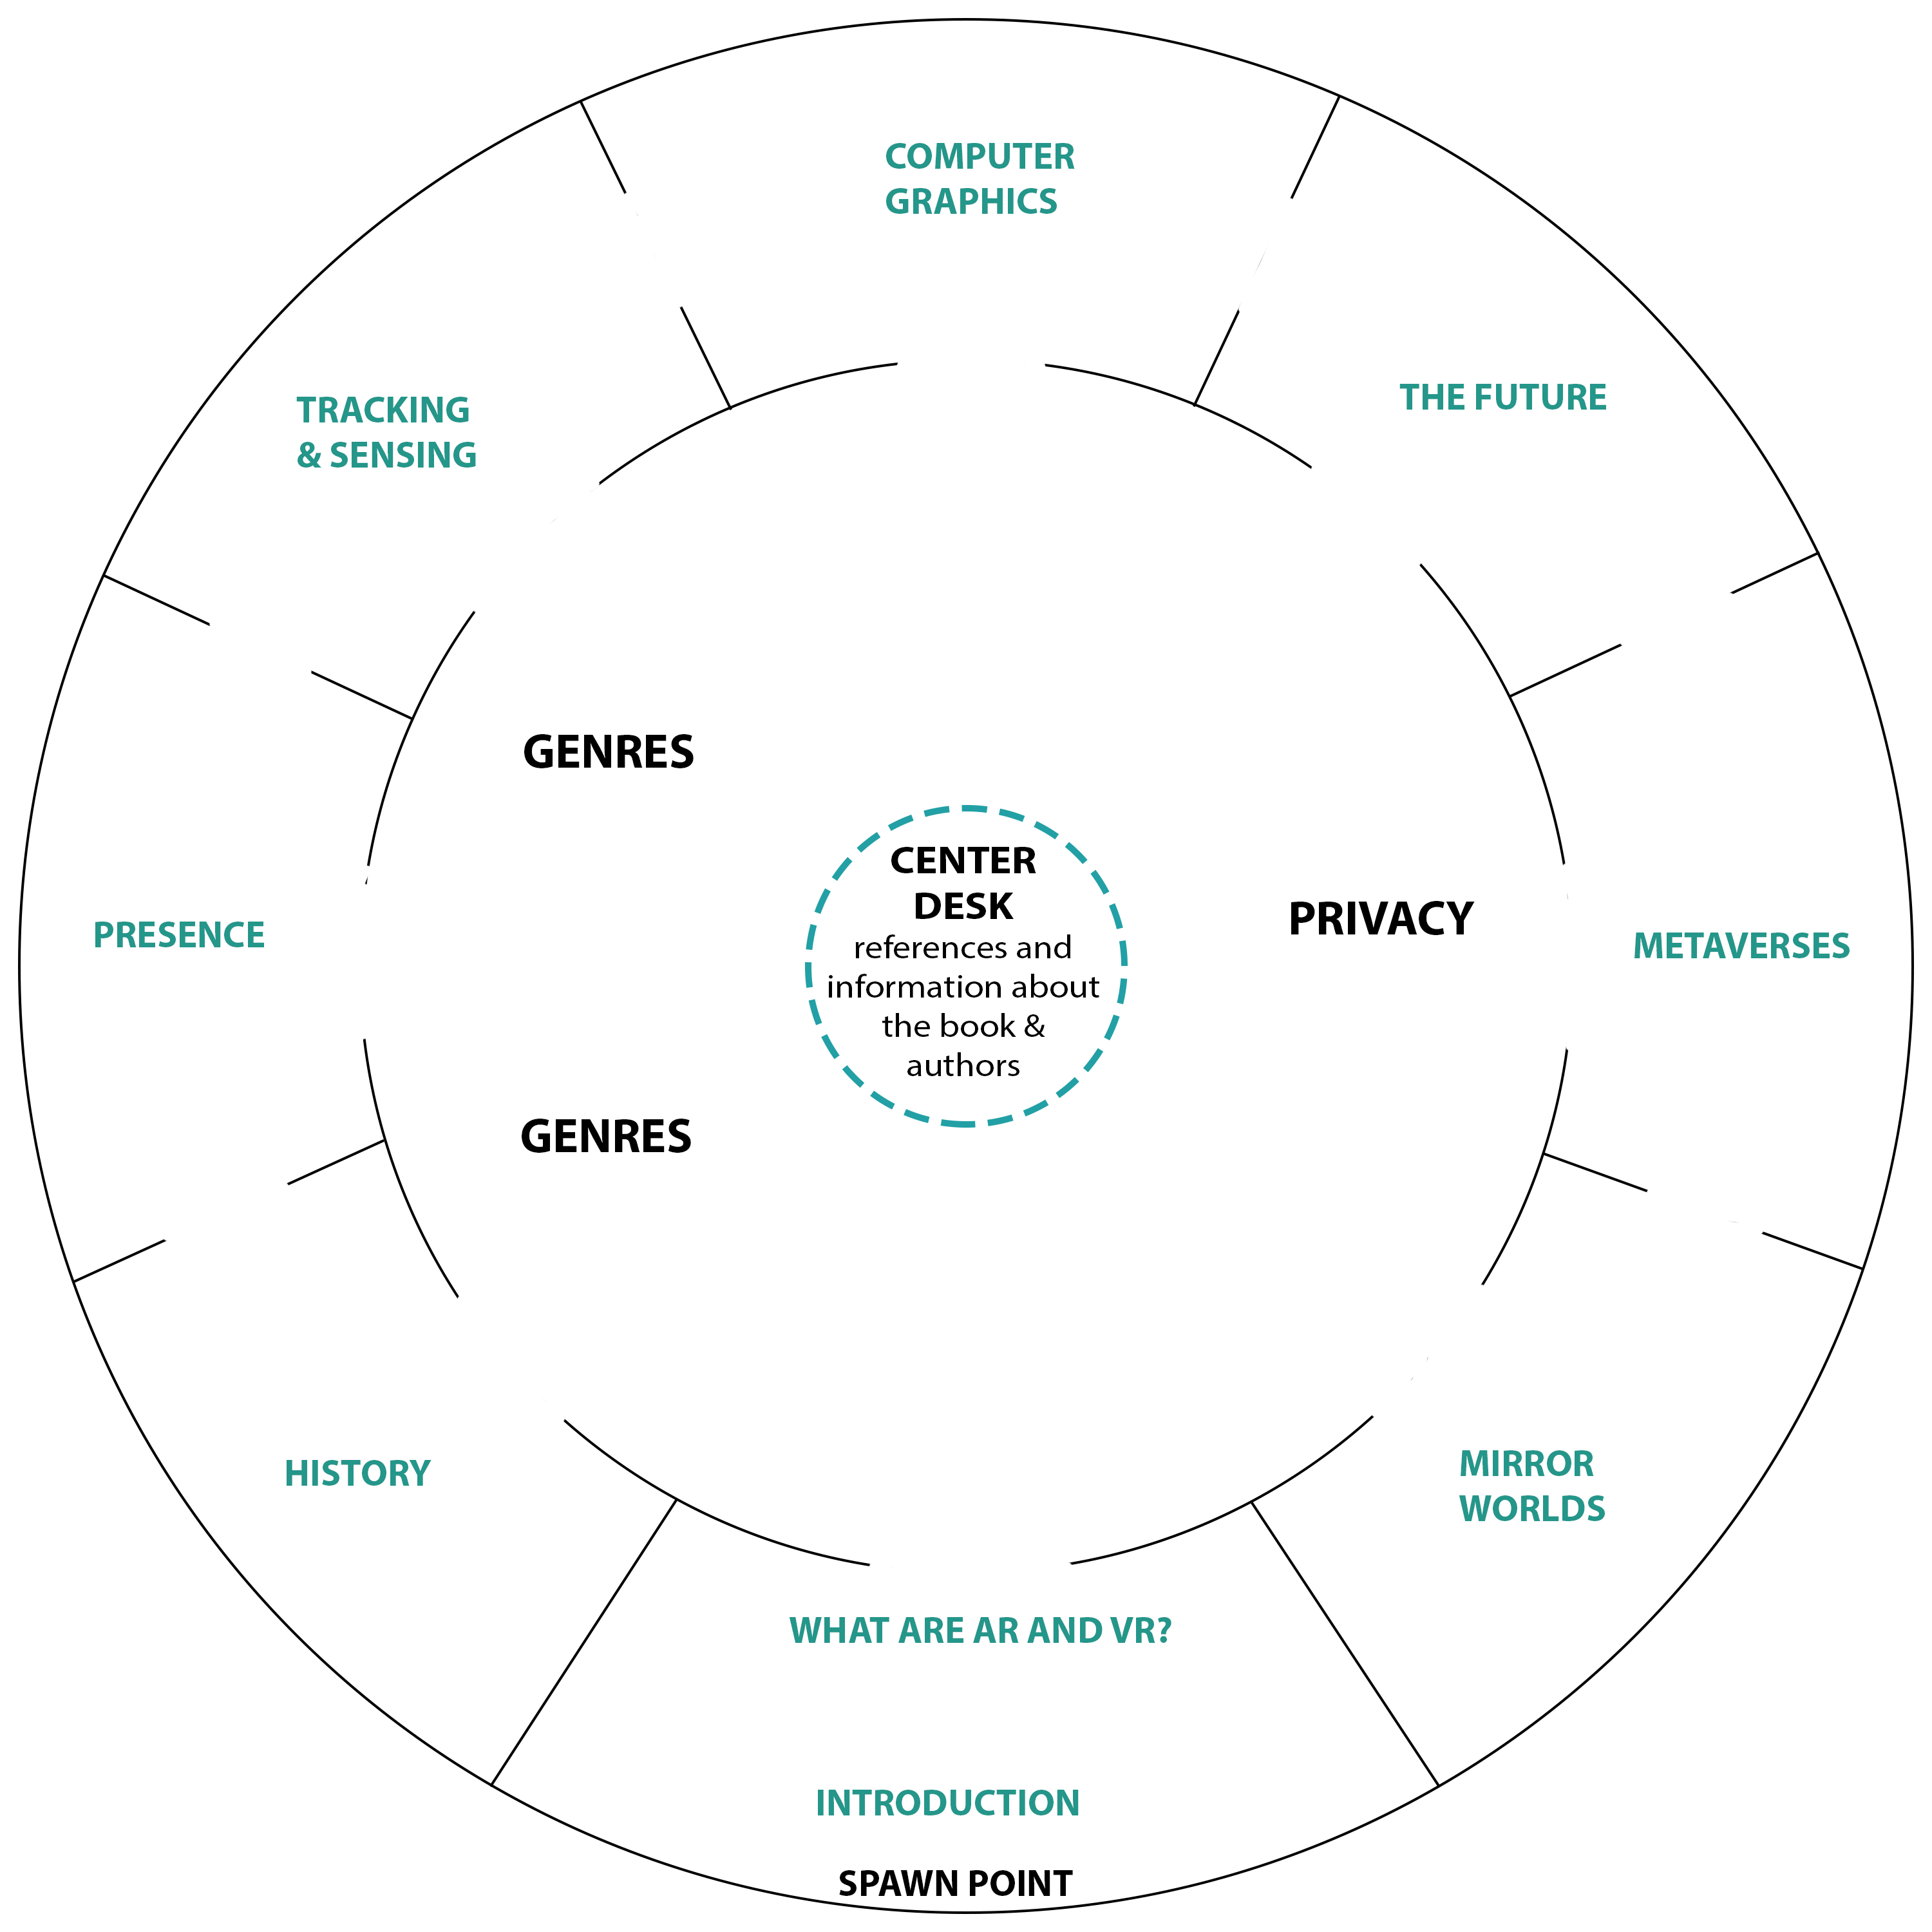 COMPUTER
GRAPHICS
THE FUTURE
TRACKING
& SENSING
GENRES
CENTER
DESK
references and
information about
the book &
authors
PRIVACY
PRESENCE
METAVERSES
GENRES
HISTORY
MIRROR
WORLDS
WHAT ARE AR AND VR?
INTRODUCTION
SPAWN POINT